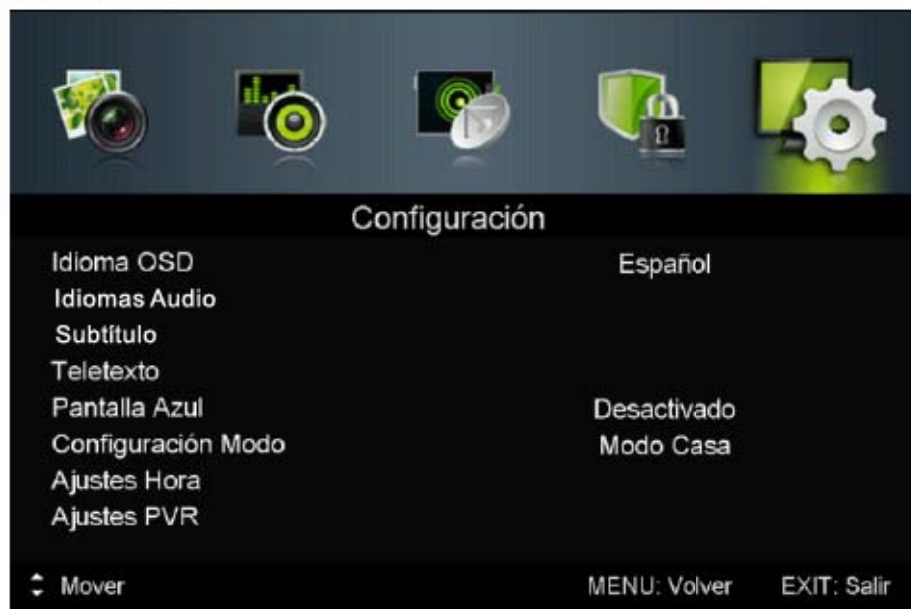 Configuración
Idioma OSD Español
Idiomas Audio
Subtítulo
Teletexto
Pantalla Azul Desactivado
Configuración Modo Modo Casa
Ajustes Hora
Ajustes PVR
Mover MENU: Volver EXIT: Salir